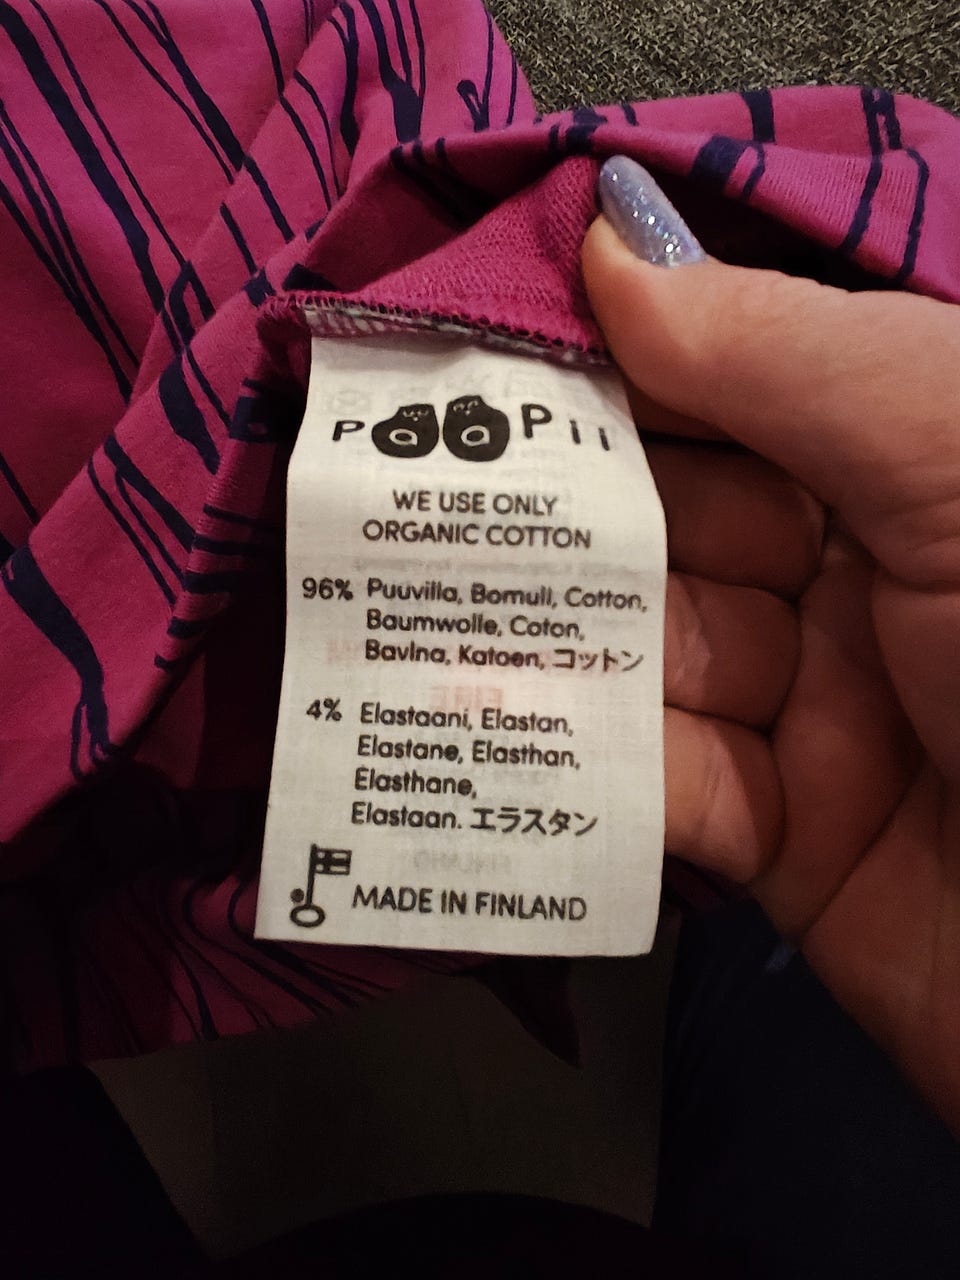 PaaPii
WE USE ONLY
ORGANIC COTTON
96% Puuvilla, Bomull, Cotton,
Baumwolle, Coton,
Bavlna, Katoen, コットン
4% Elastaani, Elastan,
Elastane, Elasthan,
Elasthane,
Elastaan. エラスタン
MADE IN FINLAND